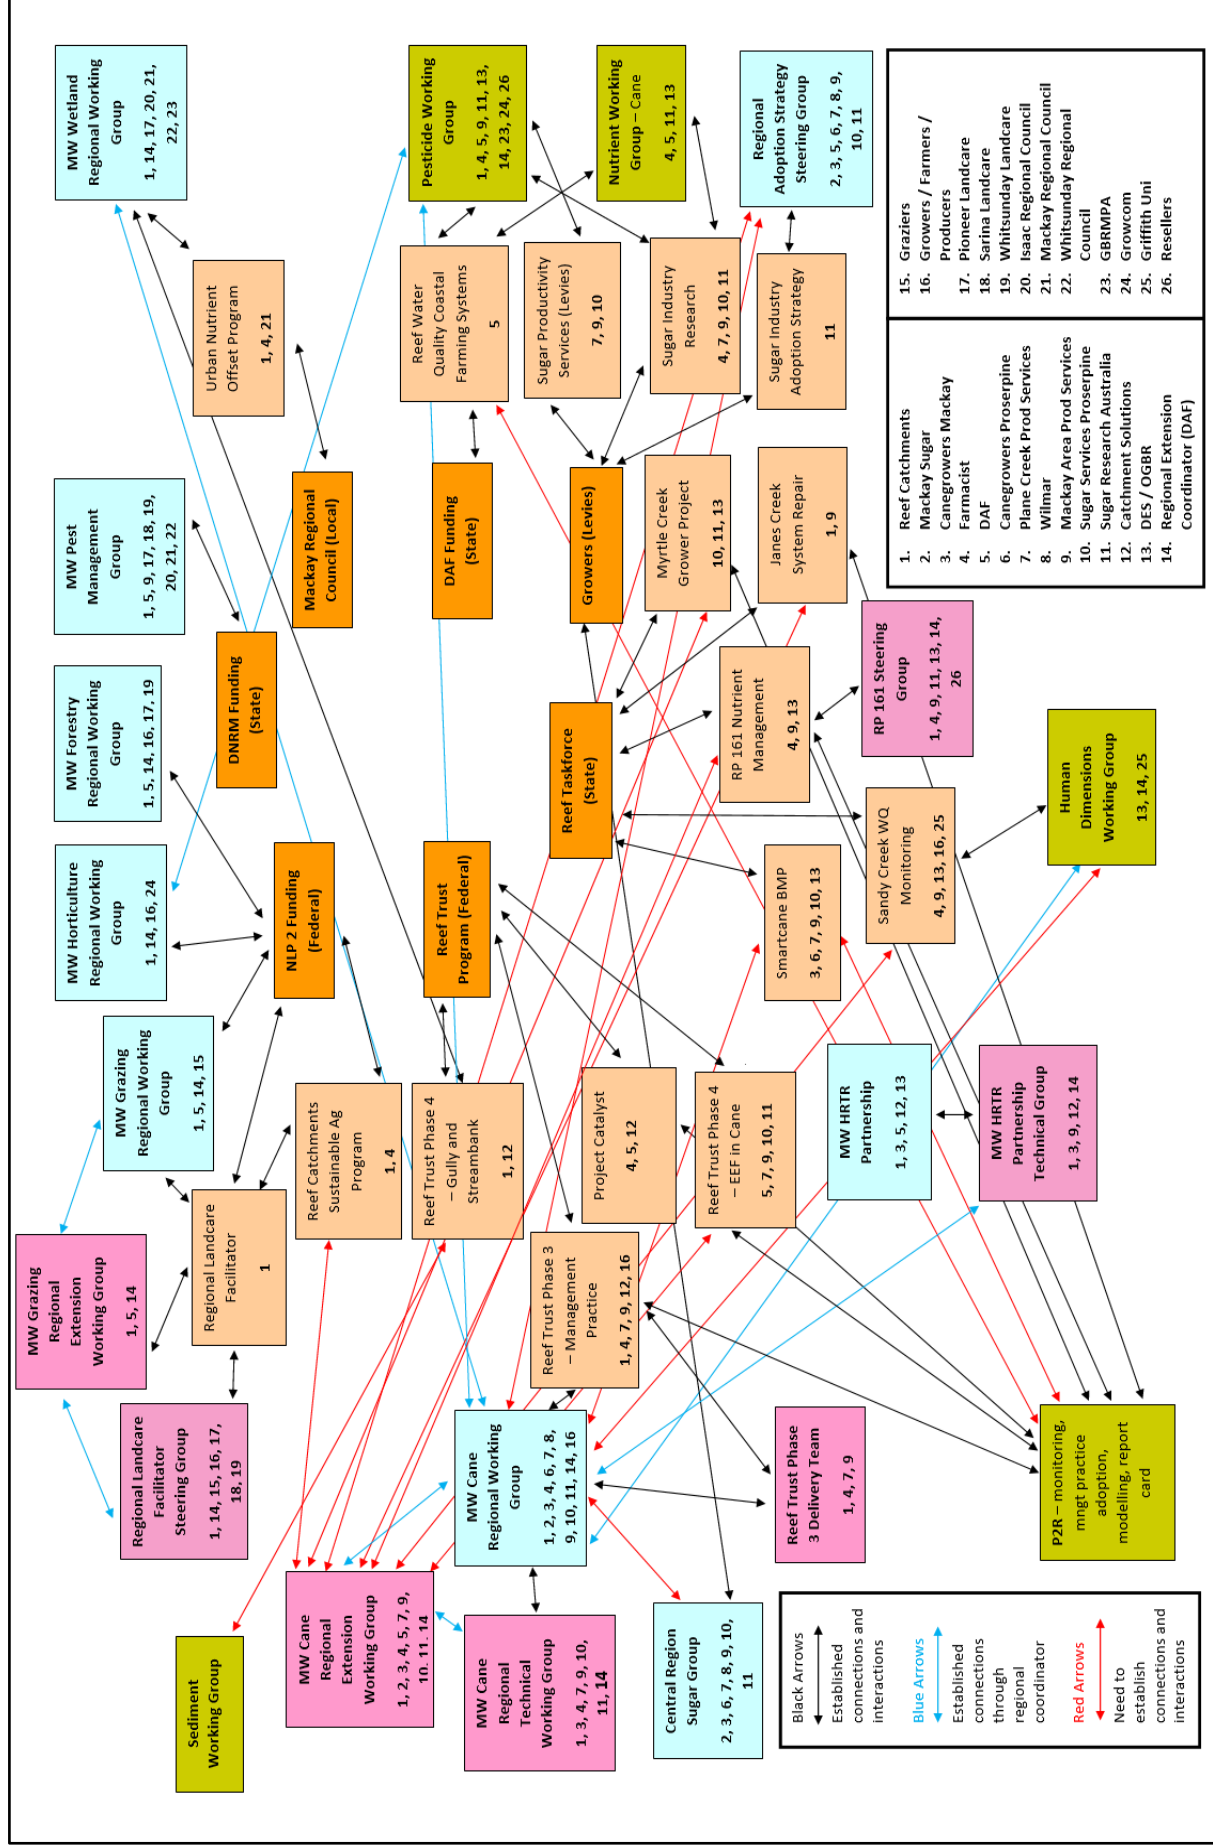 Sediment
Working Group
Regional Landcare
Facilitator
Steering Group
1, 14, 15, 16, 17,
18, 19
MW Grazing
Regional
Extension
Working Group
1, 5, 14
MW Grazing
Regional Working
Group
1, 5, 14, 15
MW Horticulture
Regional Working
Group
1, 14, 16, 24
MW Forestry
Regional Working
Group
1, 5, 14, 16, 17, 19
MW Pest
Management
Group
1, 5, 9, 17, 18, 19,
20, 21, 22
MW Wetland
Regional Working
Group
1, 14, 17, 20, 21,
22, 23
Regional Landcare
Facilitator
1
NLP 2 Funding
(Federal)
DNRM Funding
(State)
Urban Nutrient
Offset Program
1, 4, 21
MW Cane
Regional
Extension
Working Group
1, 2, 3, 4, 5, 7, 9,
10. 11. 14
Reef Catchments
Sustainable Ag
Program
1, 4
Mackay Regional
Council (Local)
MW Cane
Regional
Technical
Working Group
1, 3, 4, 7, 9, 10,
11, 14
MW Cane
Regional Working
Group
1, 2, 3, 4, 6, 7, 8,
9, 10, 11, 14, 16
Reef Trust Phase 4
– Gully and
Streambank
1, 12
Reef Trust
Program (Federal)
DAF Funding
(State)
Reef Water
Quality Coastal
Farming Systems
5
Pesticide Working
Group
1, 4, 5, 9, 11, 13,
14, 23, 24, 26
Reef Trust Phase 3
– Management
Practice
1, 4, 7, 9, 12, 16
Project Catalyst
4, 5, 12
Reef Taskforce
(State)
Growers (Levies)
Sugar Productivity
Services (Levies)
7, 9, 10
Nutrient Working
Group – Cane
4, 5, 11, 13
Central Region
Sugar Group
2, 3, 6, 7, 8, 9, 10,
11
Reef Trust Phase 4
– EEF in Cane
5, 7, 9, 10, 11
RP 161 Nutrient
Management
4, 9, 13
Myrtle Creek
Grower Project
10, 11, 13
Sugar Industry
Research
4, 7, 9, 10, 11
Regional
Adoption Strategy
Steering Group
2, 3, 5, 6, 7, 8, 9,
10, 11
Reef Trust Phase
3 Delivery Team
1, 4, 7, 9
Smartcane BMP
3, 6, 7, 9, 10, 13
Janes Creek
System Repair
1, 9
Sugar Industry
Adoption Strategy
11
MW HRTR
Partnership
1, 3, 5, 12, 13
Sandy Creek WQ
Monitoring
4, 9, 13, 16, 25
RP 161 Steering
Group
1, 4, 9, 11, 13, 14,
26
MW HRTR
Partnership
Technical Group
1, 3, 9, 12, 14
Human
Dimensions
Working Group
13, 14, 25
P2R – monitoring,
mngt practice
adoption,
modelling, report
card
Black Arrows
Established
connections and
interactions
Blue Arrows
Established
connections
through
regional
coordinator
Red Arrows
Need to
establish
connections and
interactions
1. Reef Catchments
2. Mackay Sugar
3. Canegrowers Mackay
4. Farmacist
5. DAF
6. Canegrowers Proserpine
7. Plane Creek Prod Services
8. Wilmar
9. Mackay Area Prod Services
10. Sugar Services Proserpine
11. Sugar Research Australia
12. Catchment Solutions
13. DES / OGBR
14. Regional Extension
Coordinator (DAF)
15. Graziers
16. Growers / Farmers /
Producers
17. Pioneer Landcare
18. Sarina Landcare
19. Whitsunday Landcare
20. Isaac Regional Council
21. Mackay Regional Council
22. Whitsunday Regional
Council
23. GBRMPA
24. Growcom
25. Griffith Uni
26. Resellers